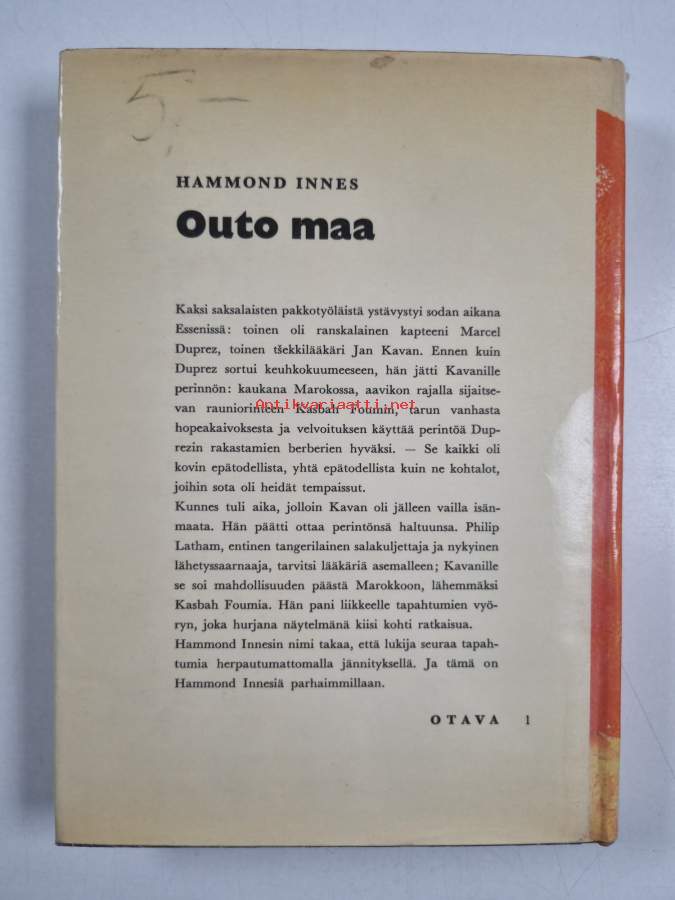 5,–
HAMMOND INNES
Outo maa
Kaksi saksalaisten pakkotyöläistä ystävystyi sodan aikana
Essenissä: toinen oli ranskalainen kapteeni Marcel
Duprez, toinen tšekkilääkäri Jan Kavan. Ennen kuin
Duprez sortui keuhkokuumeeseen, hän jätti Kavanille
perinnön: kaukana Marokossa, aavikon rajalla sijaitse-
van rauniorinteen Kasbah Foumin, tarun vanhasta
Antikvariaatti.net
hopeakaivoksesta ja velvoituksen käyttää perintöä Dup-
rezin rakastamien berberien hyväksi. — Se kaikki oli
kovin epätodellista, yhtä epätodellista kuin ne kohtalot,
joihin sota oli heidät tempaissut.
Kunnes tuli aika, jolloin Kavan oli jälleen vailla isän-
maata. Hän päätti ottaa perintönsä haltuunsa. Philip
Latham, entinen tangerilainen salakuljettaja ja nykyinen
lähetyssaarnaaja, tarvitsi lääkäriä asemalleen; Kavanille
se soi mahdollisuuden päästä Marokkoon, lähemmäksi
Kasbah Foumia. Hän pani liikkeelle tapahtumien vyö-
ryn, joka hurjana näytelmänä kiisi kohti ratkaisua.
Hammond Innesin nimi takaa, että lukija seuraa tapah-
tumia herpautumattomalla jännityksellä. Ja tämä on
Hammond Innesiä parhaimmillaan.
OTAVA 1